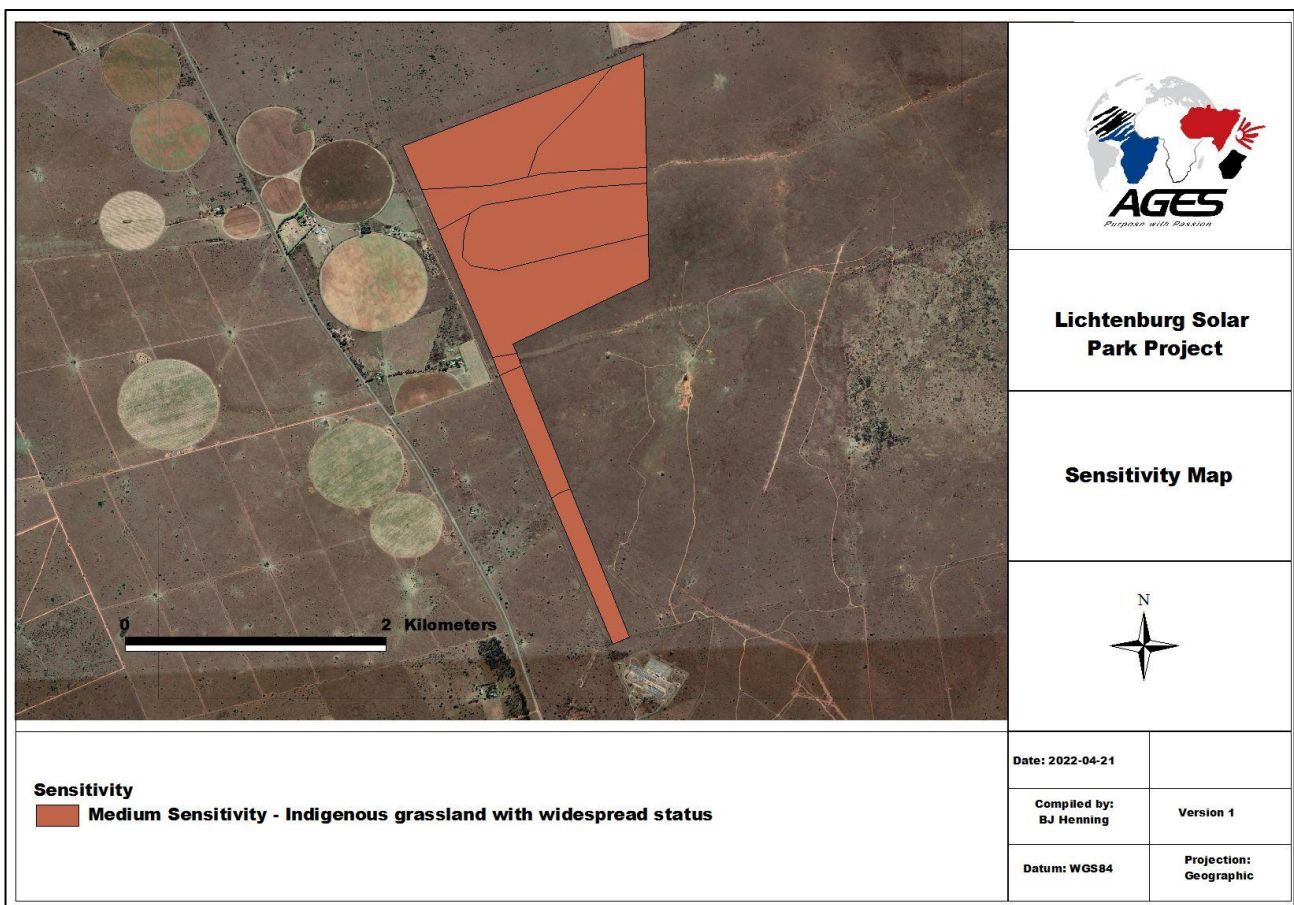 AGES
Purpose with Passion
Lichtenburg Solar
Park Project
Sensitivity Map
N
0
2 Kilometers
Sensitivity
Medium Sensitivity - Indigenous grassland with widespread status
Date: 2022-04-21
Compiled by:
BJ Henning
Version 1
Datum: WGS84
Projection:
Geographic